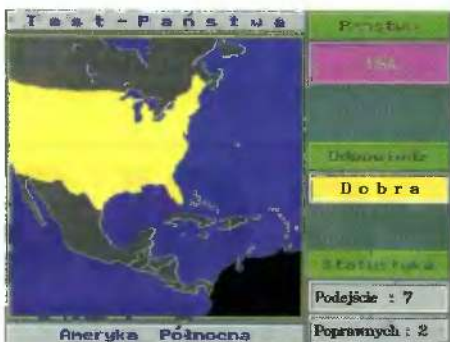 Test-Państwa
Państwo
USA
Odpowiedź
Dobra
Statystyka
Podejście : 7
Poprawnych : 2
Ameryka Północna